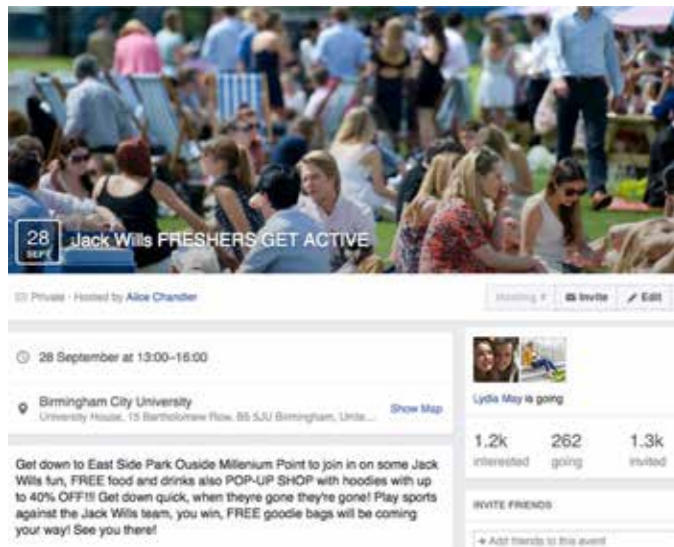 28
SEPT
Jack Wills FRESHERS GET ACTIVE
Private · Hosted by Alice Chandler
Hosting
Invite
Edit
28 September at 13:00–16:00
Birmingham City University
University House, 15 Bartholomew Row, B5 5JU Birmingham, Unite...
Show Map
Get down to East Side Park Ouside Millenium Point to join in on some Jack
Wills fun, FREE food and drinks also POP-UP SHOP with hoodies with up
to 40% OFF!!! Get down quick, when theyre gone they're gone! Play sports
against the Jack Wills team, you win, FREE goodie bags will be coming
your way! See you there!
Lydia May is going
1.2k
262
1.3k
interested
going
invited
INVITE FRIENDS
+ Add friends to this event